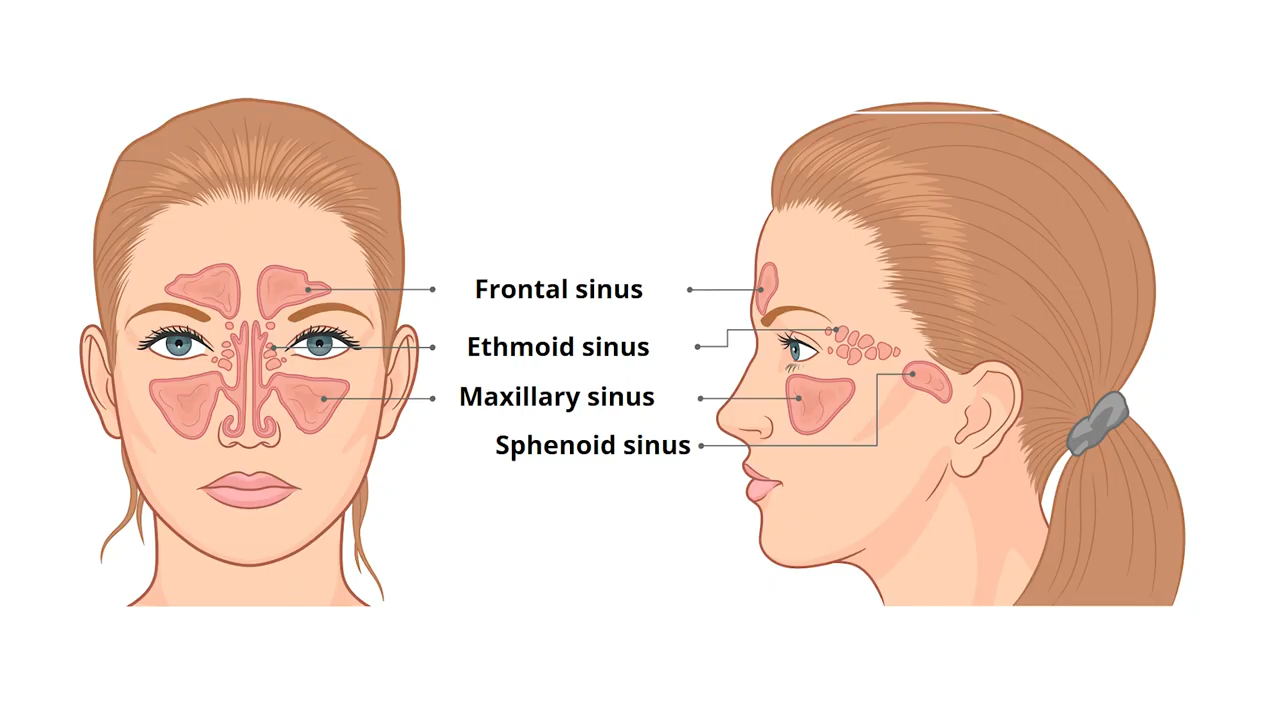 Frontal sinus
Ethmoid sinus
Maxillary sinus
Sphenoid sinus